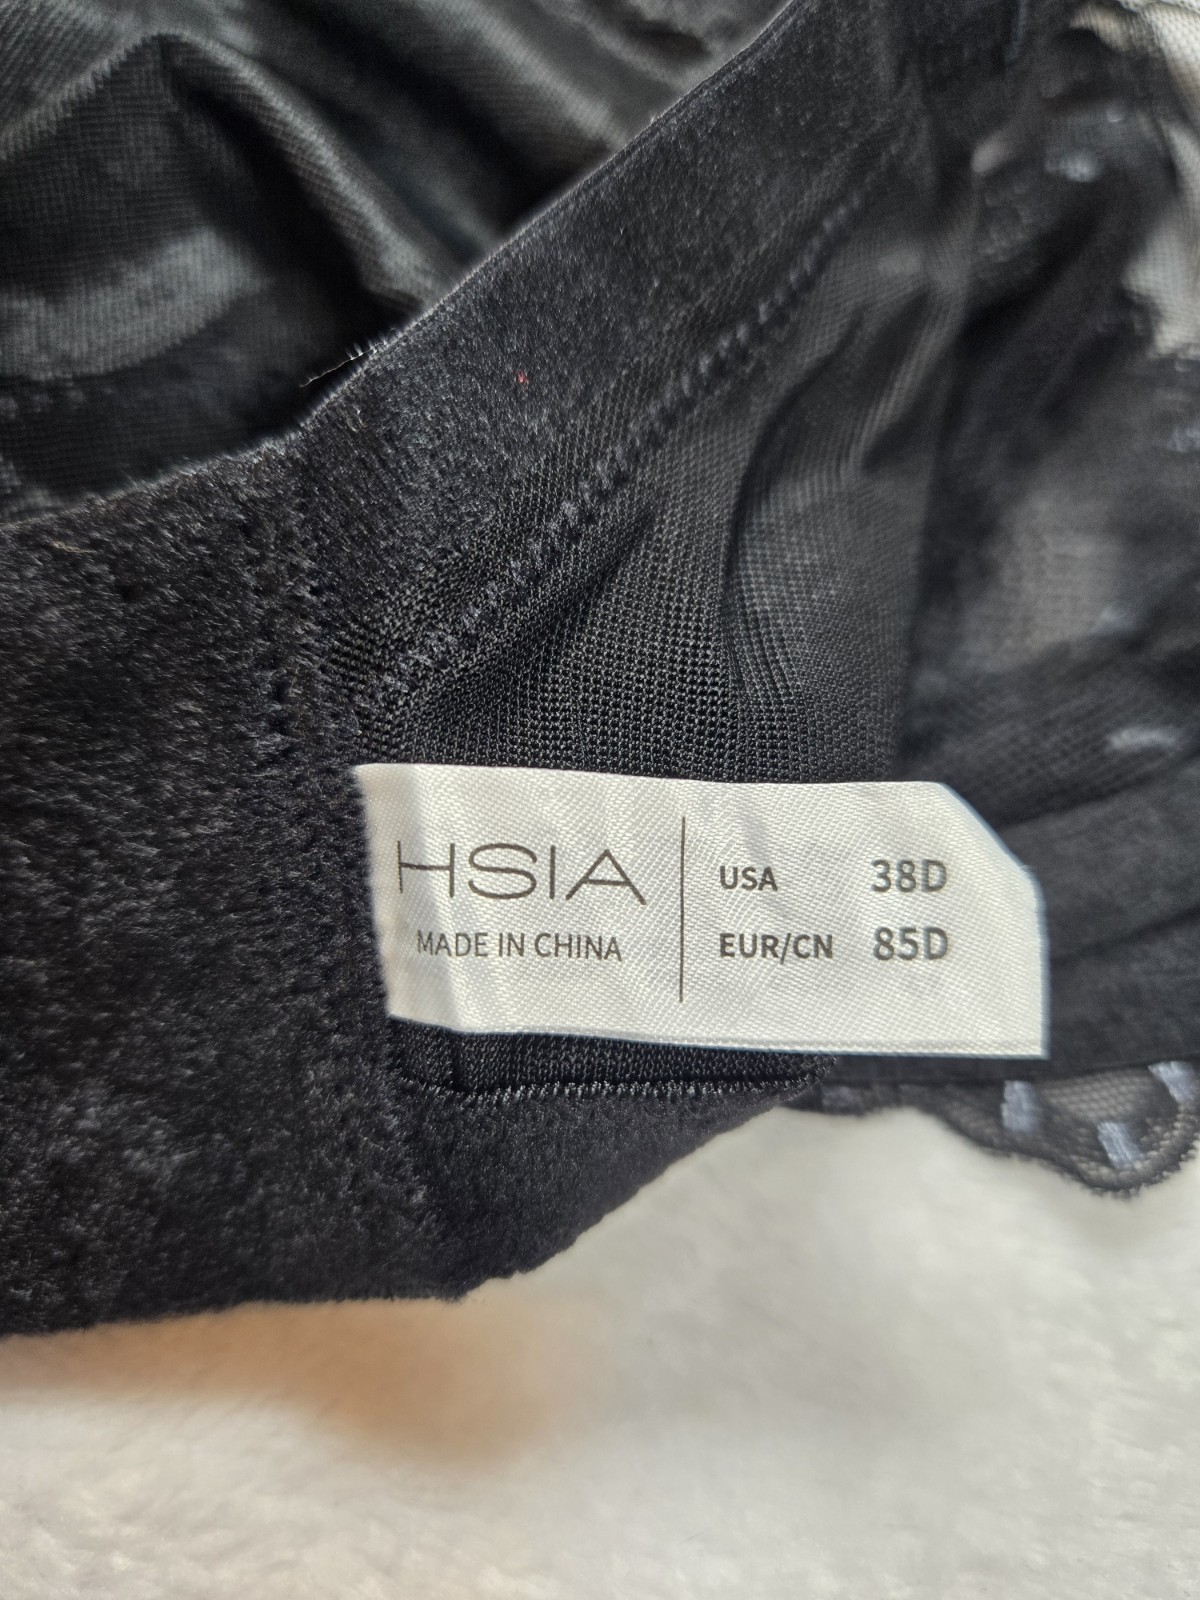 HSIA
MADE IN CHINA
USA 38D
EUR/CN 85D